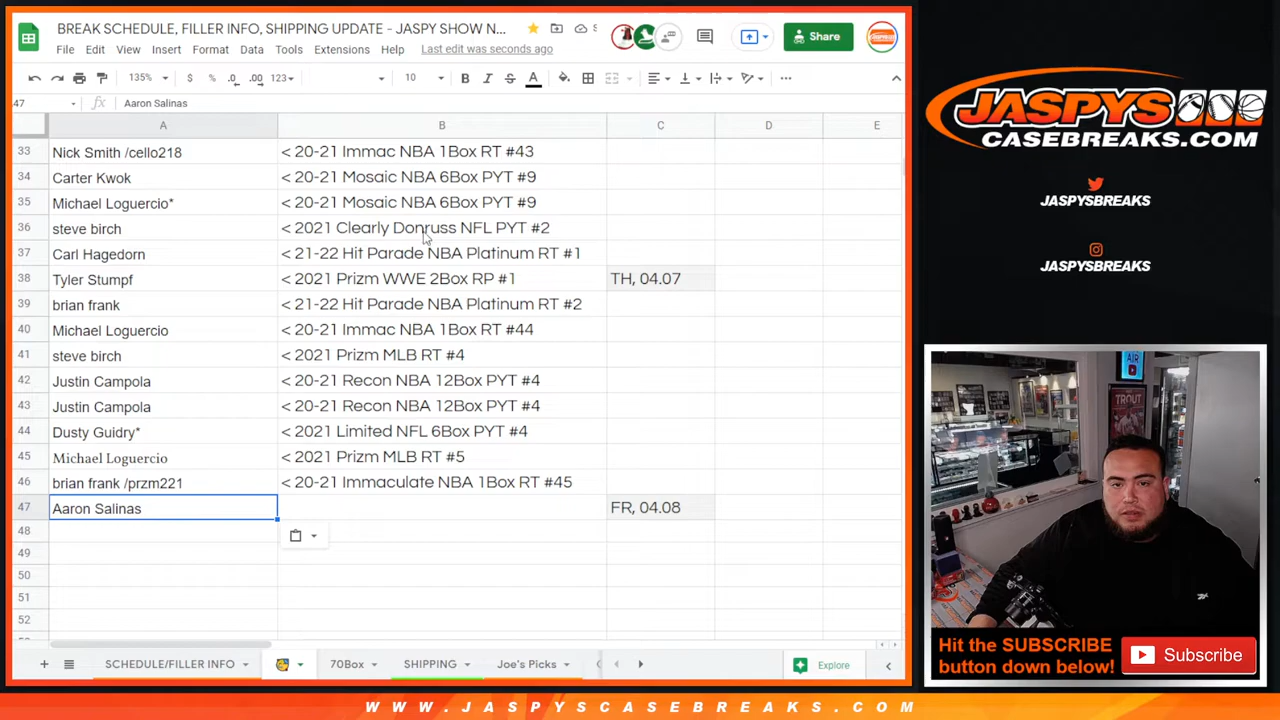 BREAK SCHEDULE, FILLER INFO, SHIPPING UPDATE - JASPY SHOW N...
File Edit View Insert Format Data Tools Extensions Help Last edit was seconds ago
Share
135% $ % .0 .00 123 10 B I S A
47 fx Aaron Salinas
A B C D E
33 Nick Smith /cello218 < 20-21 Immac NBA 1Box RT #43
34 Carter Kwok < 20-21 Mosaic NBA 6Box PYT #9
35 Michael Loguercio* < 20-21 Mosaic NBA 6Box PYT #9
36 steve birch < 2021 Clearly Donruss NFL PYT #2
37 Carl Hagedorn < 21-22 Hit Parade NBA Platinum RT #1
38 Tyler Stumpf < 2021 Prizm WWE 2Box RP #1 TH, 04.07
39 brian frank < 21-22 Hit Parade NBA Platinum RT #2
40 Michael Loguercio < 20-21 Immac NBA 1Box RT #44
41 steve birch < 2021 Prizm MLB RT #4
42 Justin Campola < 20-21 Recon NBA 12Box PYT #4
43 Justin Campola < 20-21 Recon NBA 12Box PYT #4
44 Dusty Guidry* < 2021 Limited NFL 6Box PYT #4
45 Michael Loguercio < 2021 Prizm MLB RT #5
46 brian frank /przm221 < 20-21 Immaculate NBA 1Box RT #45
47 Aaron Salinas FR, 04.08
48
49
50
51
52
SCHEDULE/FILLER INFO 70Box SHIPPING Joe's Picks Explore
JASPYS
CASEBREAKS.COM
JASPYSBREAKS
JASPYSBREAKS
AIR
TROUT
Hit the SUBSCRIBE
button down below!
Subscribe
WWW.JASPYSCASEBREAKS.COM